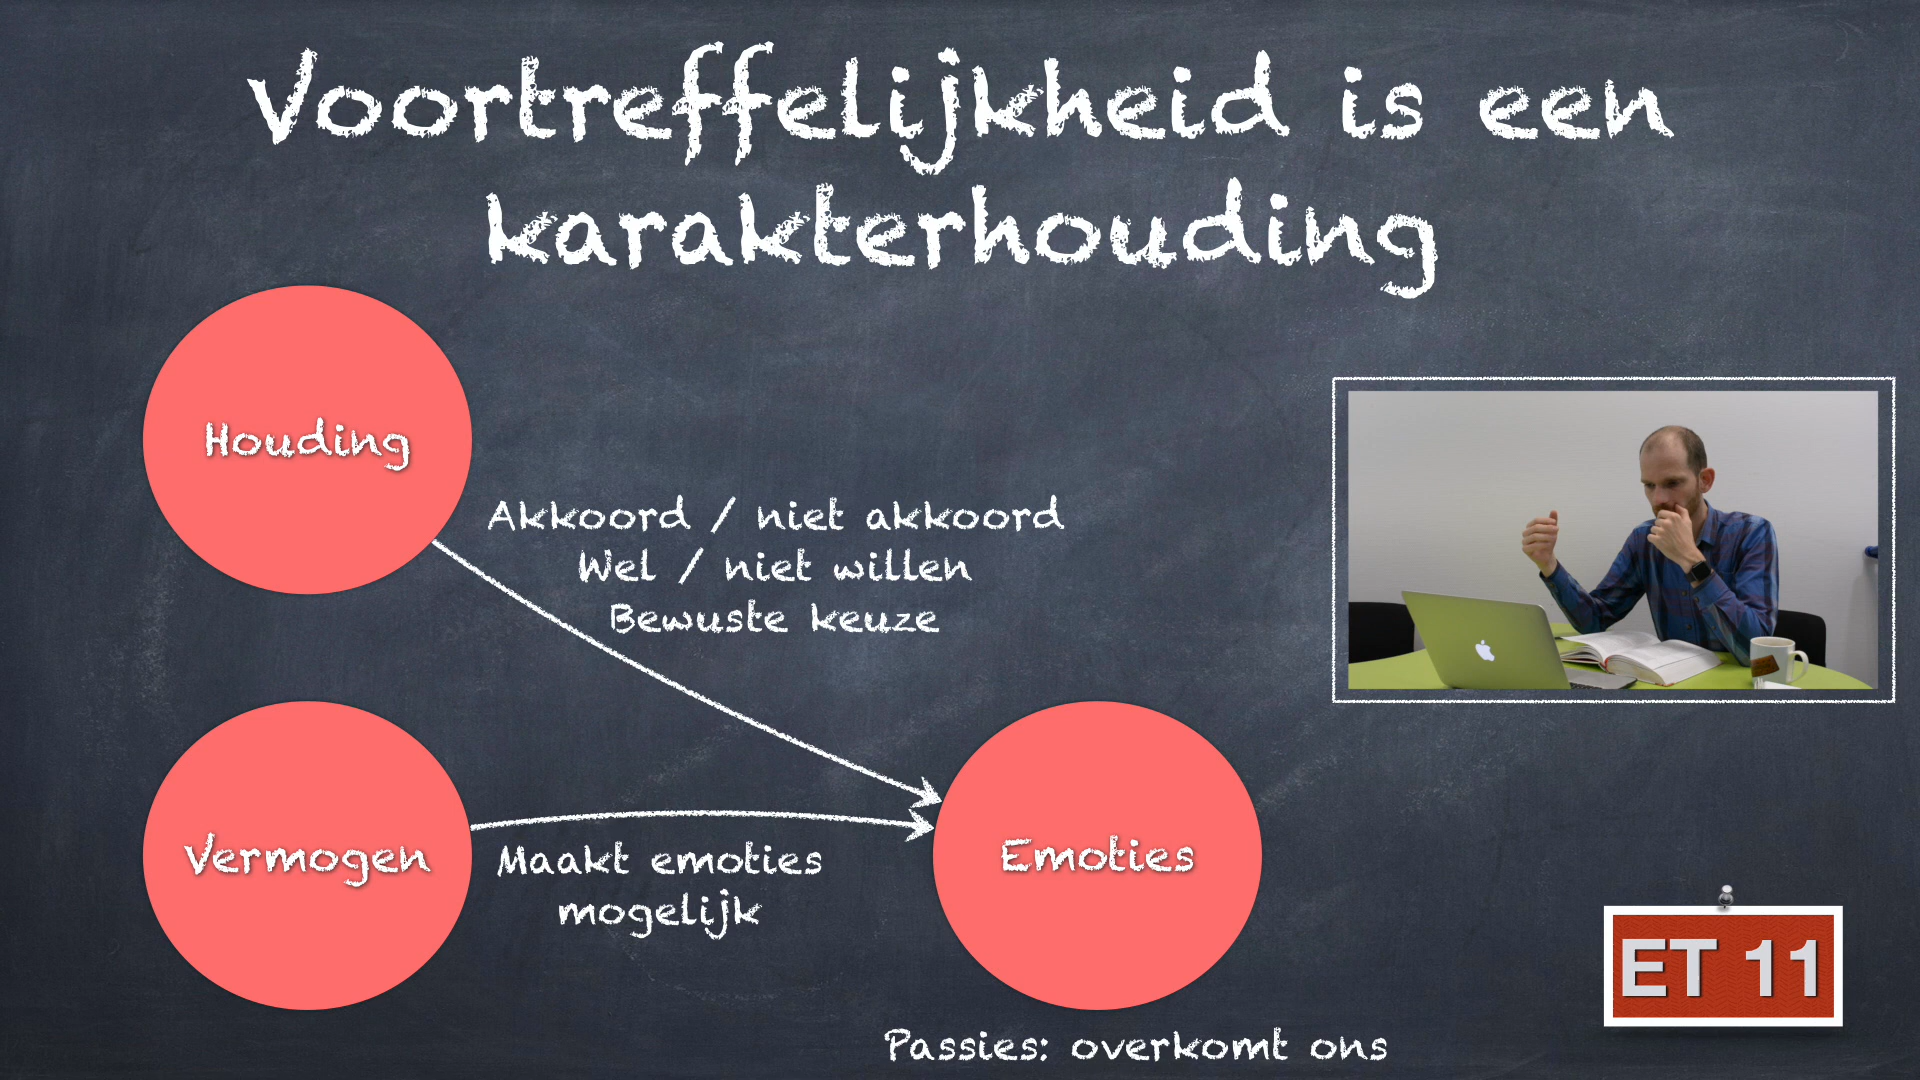 Voortreffelijkheid is een
karakterhouding
Houding
Akkoord / niet akkoord
Wel / niet willen
Bewuste keuze
Vermogen
Maakt emoties
mogelijk
Emoties
Passies: overkomt ons
ET 11